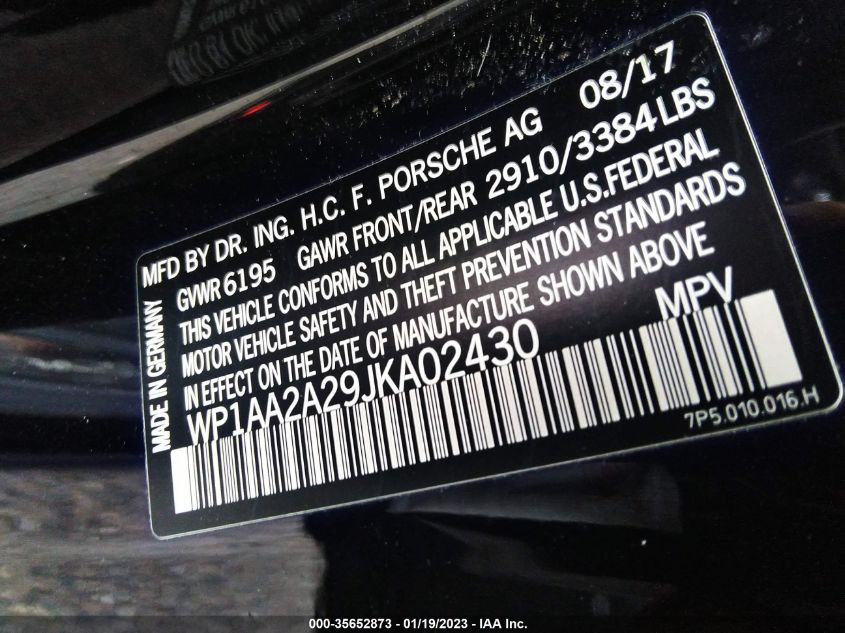 MFD BY DR. ING. H.C. F. PORSCHE AG 08/17
GVWR 6195 GAWR FRONT/REAR 2910/3384 LBS
THIS VEHICLE CONFORMS TO ALL APPLICABLE U.S. FEDERAL
MOTOR VEHICLE SAFETY AND THEFT PREVENTION STANDARDS
IN EFFECT ON THE DATE OF MANUFACTURE SHOWN ABOVE
WP1AA2A29JKA02430 MPV
MADE IN GERMANY
7P5.010.016.H
000-35652873 - 01/19/2023 - IAA Inc.